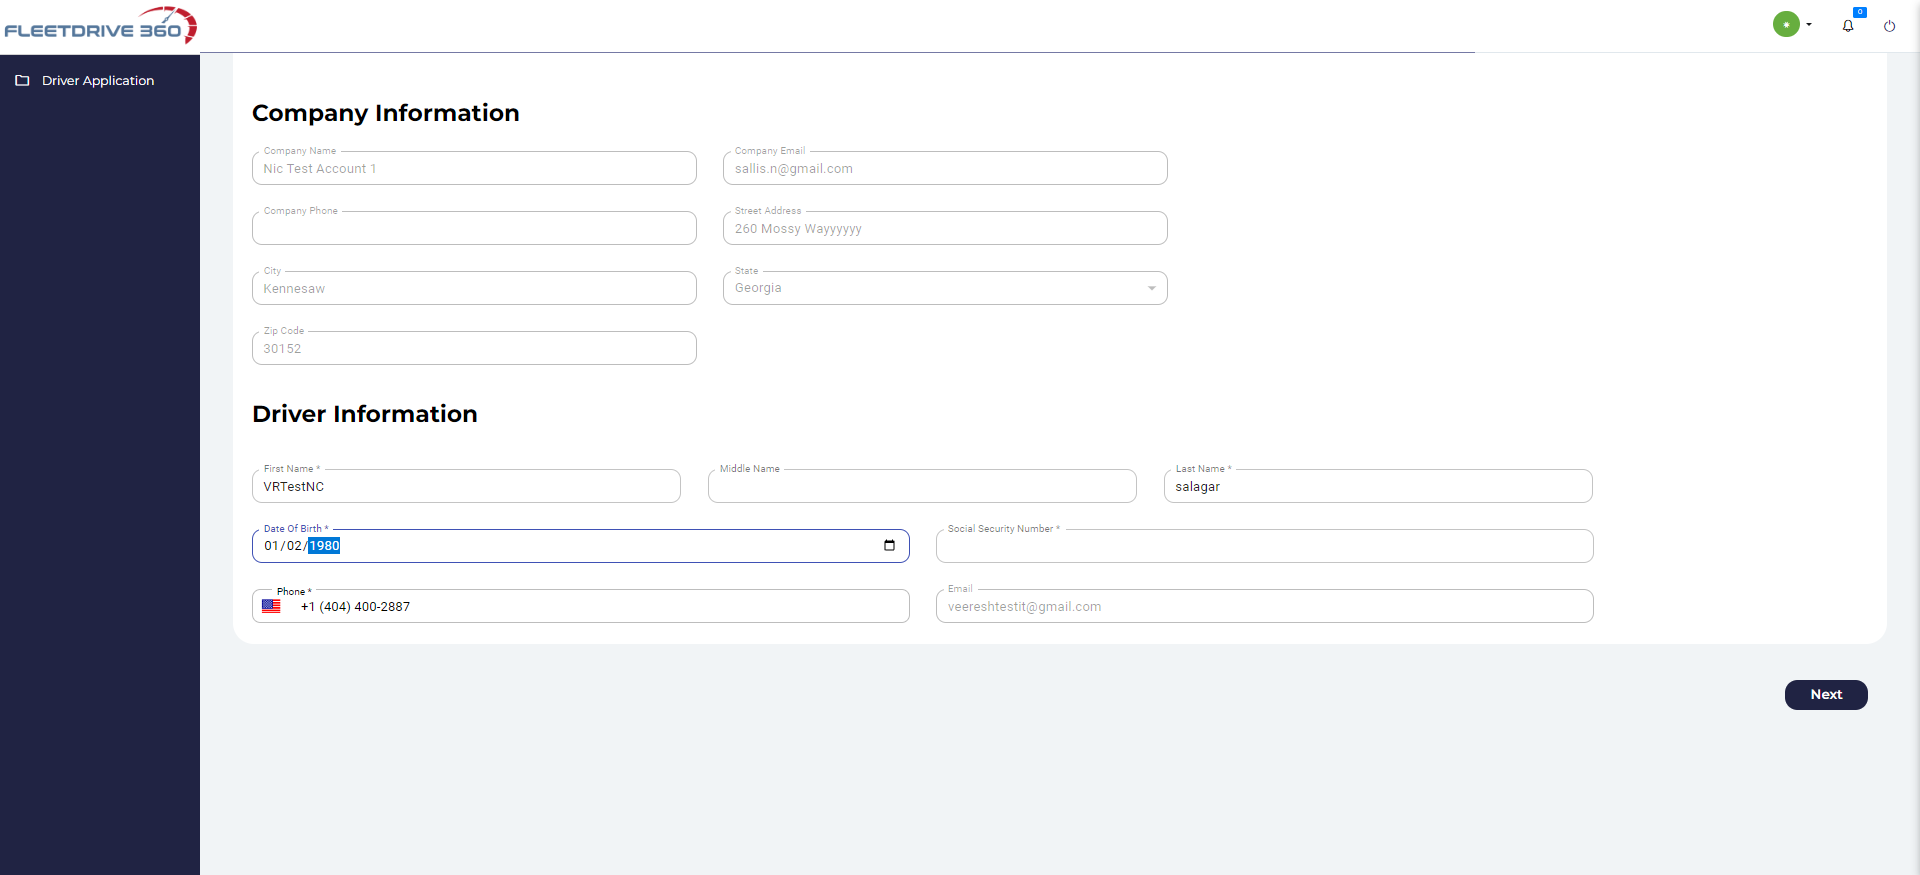 FLEETDRIVE 360
0
Driver Application
Company Information
Company Name
Company Email
Nic Test Account 1
sallis.n@gmail.com
Company Phone
Street Address
260 Mossy Wayyyyyy
City
State
Kennesaw
Georgia
Zip Code
30152
Driver Information
First Name *
Middle Name
Last Name *
VRTestNC
salagar
Date Of Birth *
Social Security Number *
01/02/1980
Phone *
Email
+1 (404) 400-2887
veereshtestit@gmail.com
Next